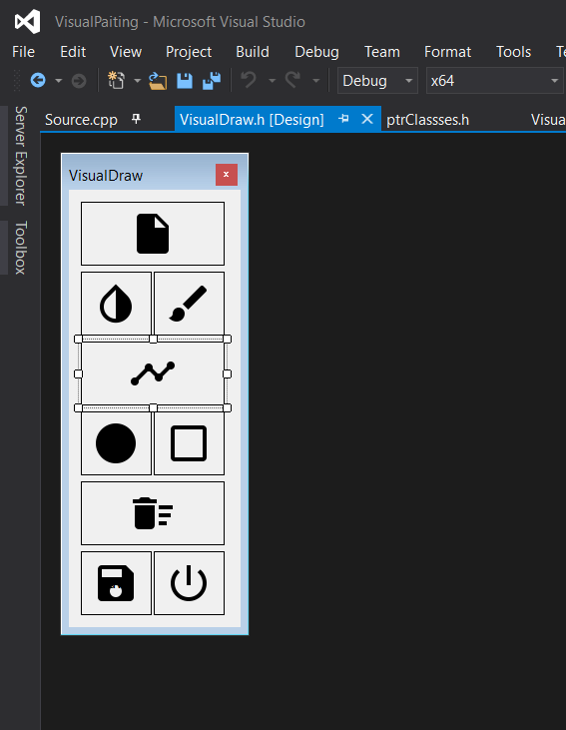 VisualPaiting - Microsoft Visual Studio
File Edit View Project Build Debug Team Format Tools
Debug x64
Source.cpp VisualDraw.h [Design] ptrClassses.h Visua
Server Explorer
Toolbox
VisualDraw